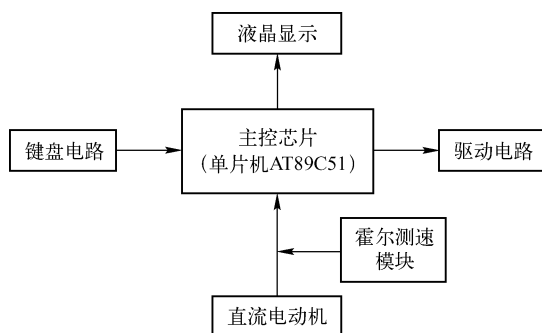 液晶显示
键盘电路
主控芯片
（单片机AT89C51）
驱动电路
霍尔测速
模块
直流电动机